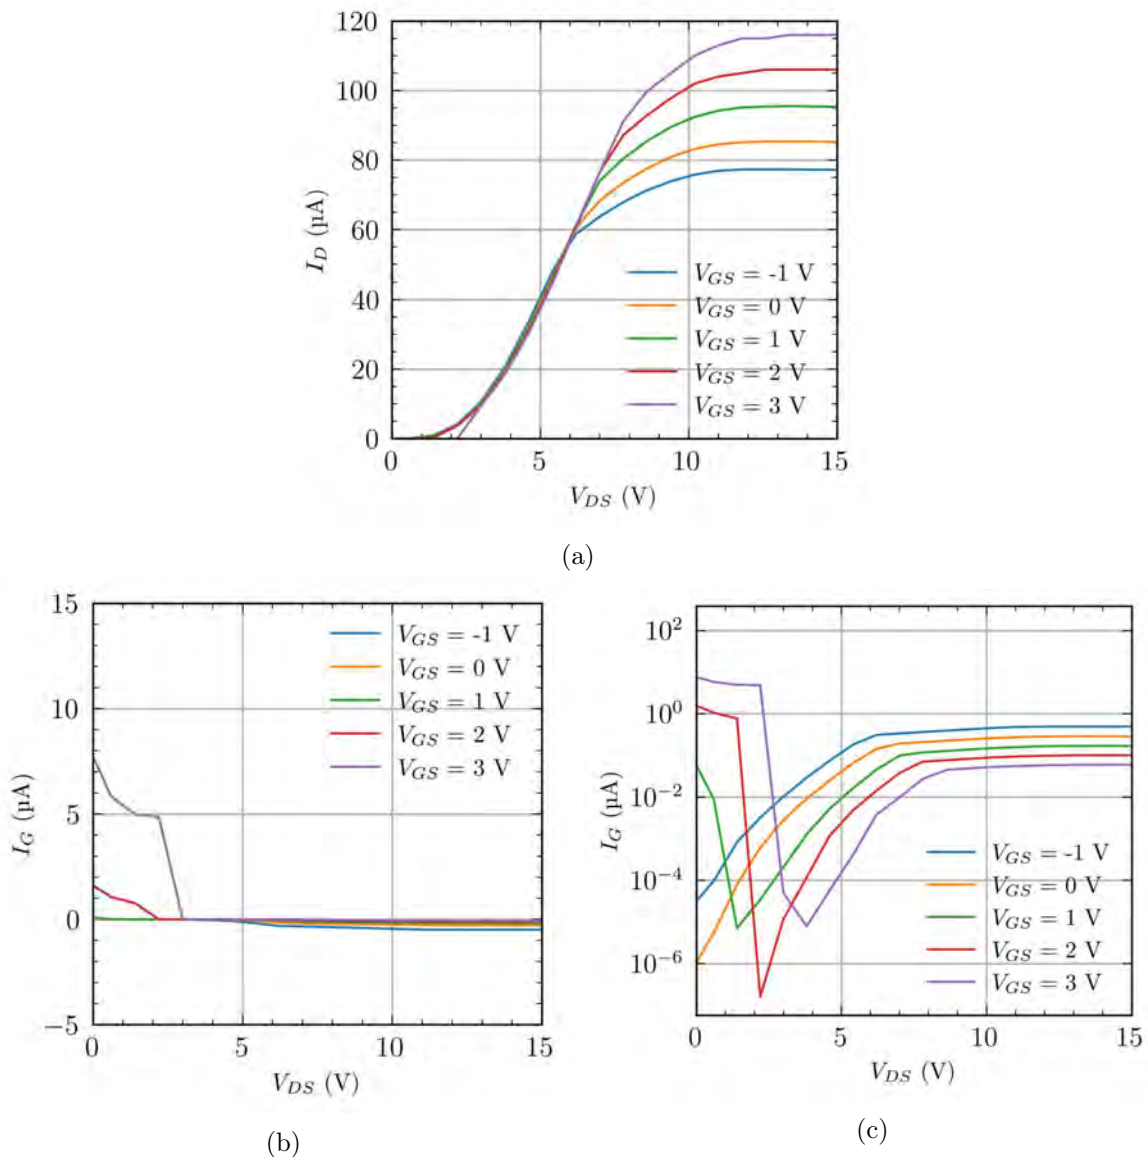 120
100
80
60
40
20
0
I_D (µA)
V_GS = -1 V
V_GS = 0 V
V_GS = 1 V
V_GS = 2 V
V_GS = 3 V
0 5 10 15
V_DS (V)
(a)
15
10
5
0
−5
I_G (µA)
V_GS = -1 V
V_GS = 0 V
V_GS = 1 V
V_GS = 2 V
V_GS = 3 V
0 5 10 15
V_DS (V)
(b)
10^2
10^0
10^−2
10^−4
10^−6
I_G (µA)
V_GS = -1 V
V_GS = 0 V
V_GS = 1 V
V_GS = 2 V
V_GS = 3 V
0 5 10 15
V_DS (V)
(c)